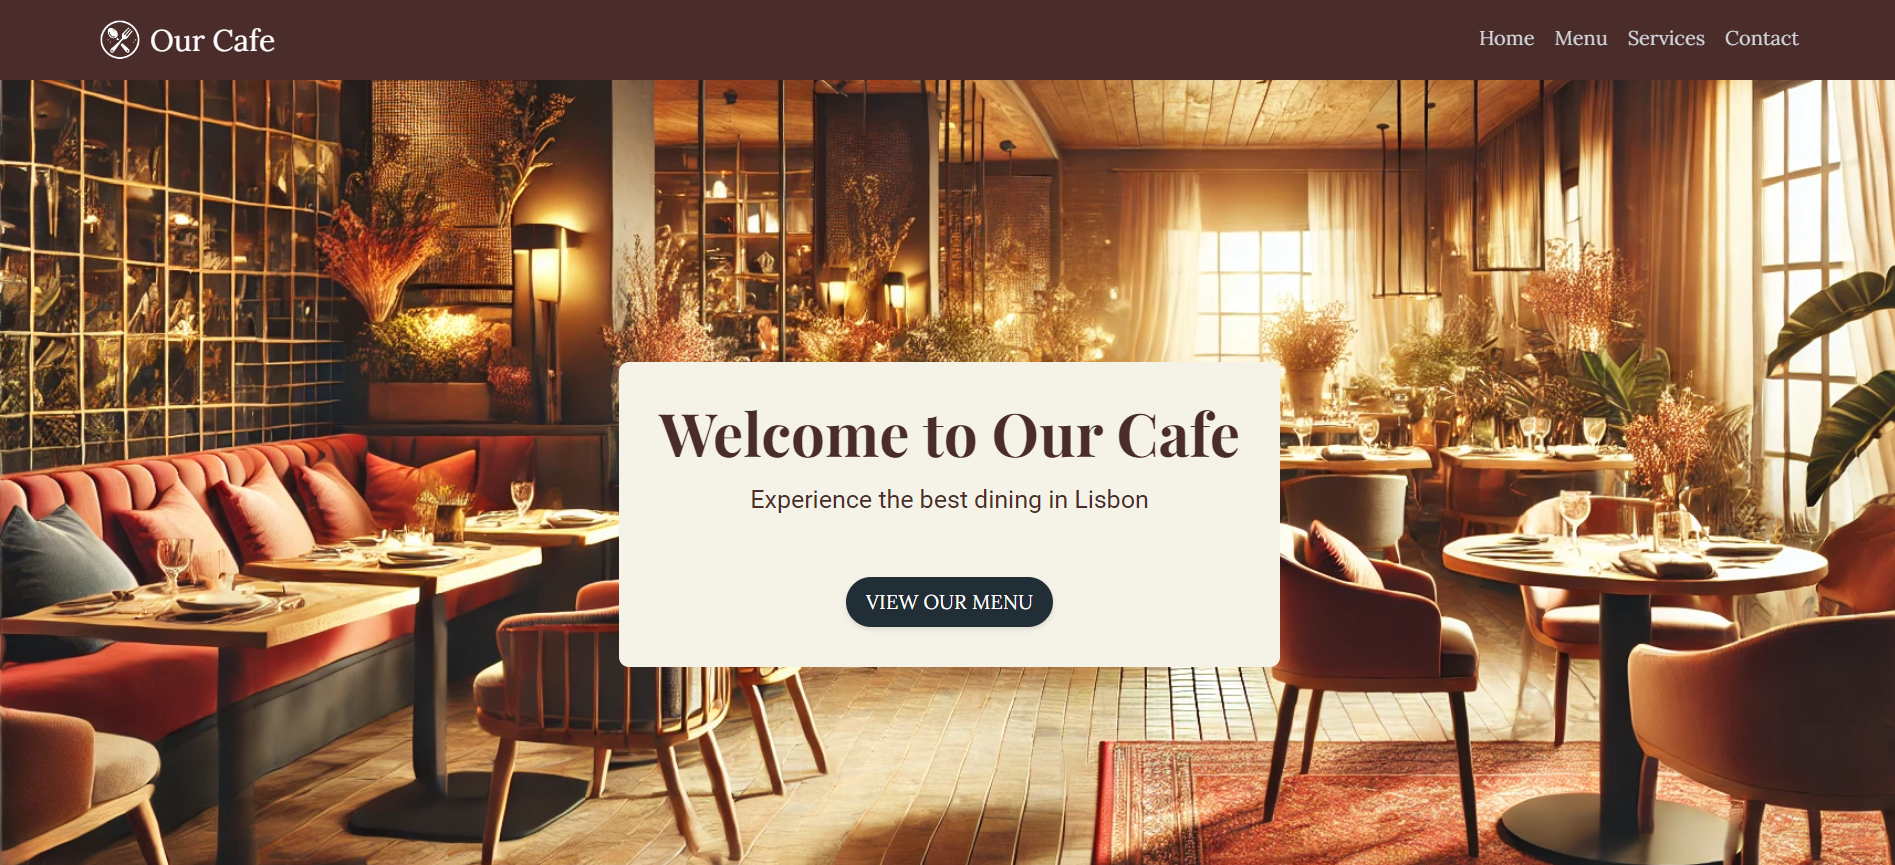 Our Cafe
Home Menu Services Contact
Welcome to Our Cafe
Experience the best dining in Lisbon
VIEW OUR MENU